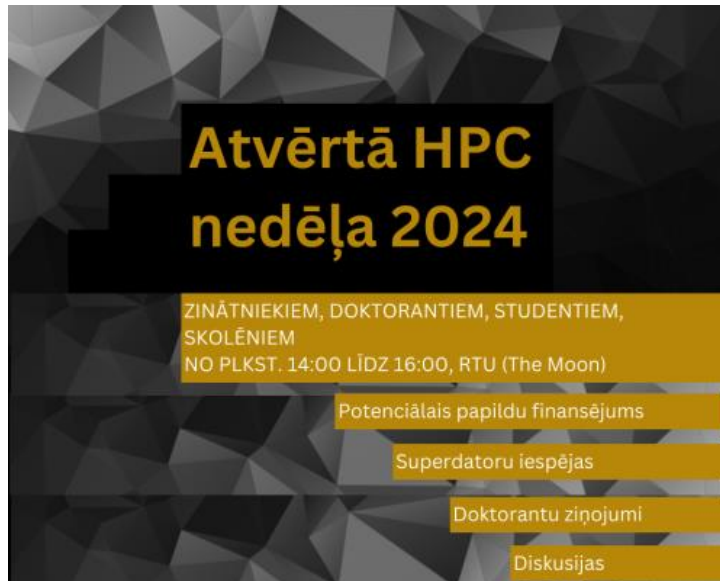 Atvērtā HPC
nedēļa 2024
ZINĀTNIEKIEM, DOKTORANTIEM, STUDENTIEM,
SKOLĒNIEM
NO PLKST. 14:00 LĪDZ 16:00, RTU (The Moon)
Potenciālais papildu finansējums
Superdatoru iespējas
Doktorantu ziņojumi
Diskusijas